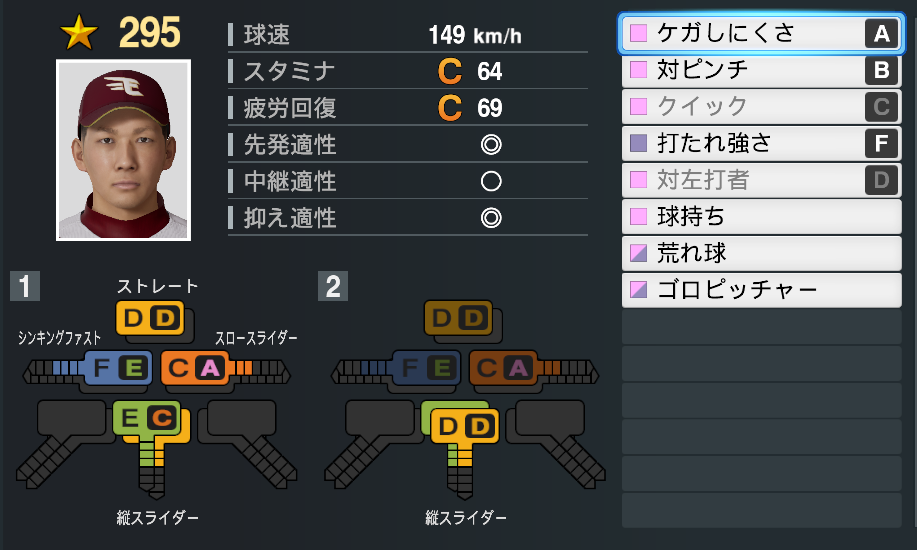 295
球速 149 km/h
スタミナ C 64
疲労回復 C 69
先発適性 ◎
中継適性 ○
抑え適性 ◎
ケガしにくさ A
対ピンチ B
クイック C
打たれ強さ F
対左打者 D
球持ち
荒れ球
ゴロピッチャー
1
ストレート
D D
シンキングファスト
スロースライダー
F E
C A
E C
縦スライダー
2
D D
F E
C A
D D
縦スライダー